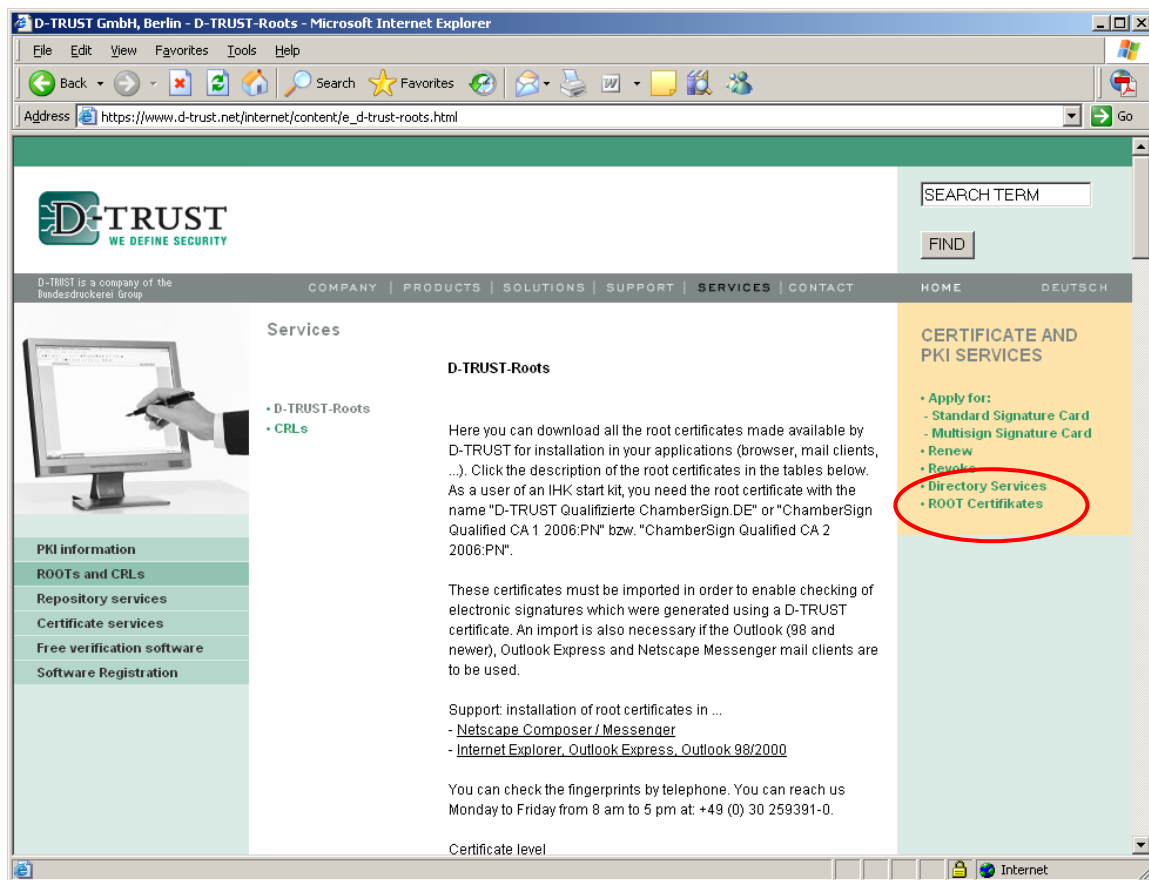 D-TRUST GmbH, Berlin - D-TRUST-Roots - Microsoft Internet Explorer
File Edit View Favorites Tools Help
Back Search Favorites
Address https://www.d-trust.net/internet/content/e_d-trust-roots.html Go
D-TRUST
WE DEFINE SECURITY
SEARCH TERM
FIND
D-TRUST is a company of the
Bundesdruckerei Group
COMPANY | PRODUCTS | SOLUTIONS | SUPPORT | SERVICES | CONTACT
HOME DEUTSCH
Services
• D-TRUST-Roots
• CRLs
PKI information
ROOTs and CRLs
Repository services
Certificate services
Free verification software
Software Registration
D-TRUST-Roots
Here you can download all the root certificates made available by
D-TRUST for installation in your applications (browser, mail clients,
...). Click the description of the root certificates in the tables below.
As a user of an IHK start kit, you need the root certificate with the
name "D-TRUST Qualifizierte ChamberSign.DE" or "ChamberSign
Qualified CA 1 2006:PN" bzw. "ChamberSign Qualified CA 2
2006:PN".
These certificates must be imported in order to enable checking of
electronic signatures which were generated using a D-TRUST
certificate. An import is also necessary if the Outlook (98 and
newer), Outlook Express and Netscape Messenger mail clients are
to be used.
Support: installation of root certificates in ...
- Netscape Composer / Messenger
- Internet Explorer, Outlook Express, Outlook 98/2000
You can check the fingerprints by telephone. You can reach us
Monday to Friday from 8 am to 5 pm at: +49 (0) 30 259391-0.
Certificate level
CERTIFICATE AND
PKI SERVICES
• Apply for:
- Standard Signature Card
- Multisign Signature Card
• Renew
• Revoke
• Directory Services
• ROOT Certifikates
Internet